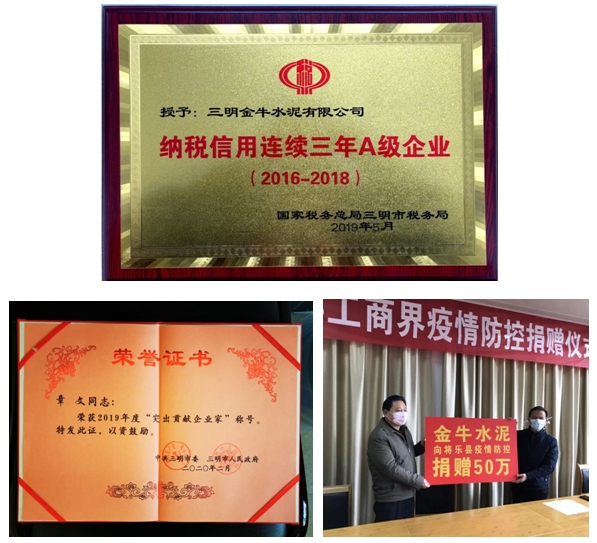 授予：三明金牛水泥有限公司
纳税信用连续三年A级企业
（2016-2018）
国家税务总局三明市税务局
2019年5月
荣誉证书
章文同志：
荣获2019年度“突出贡献企业家”称号。
特发此证，以资鼓励。
中共三明市委 三明市人民政府
二〇二〇年二月
工商界疫情防控捐赠仪式
金牛水泥
向将乐县疫情防控
捐赠50万